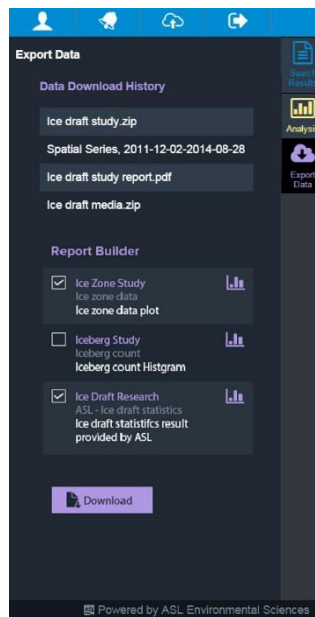 Export Data
Search
Results
Data Download History
Analysis
Ice draft study.zip
Spatial Series, 2011-12-02-2014-08-28
Ice draft study report.pdf
Export
Data
Ice draft media.zip
Report Builder
Ice Zone Study
Ice zone data
Ice zone data plot
Iceberg Study
Iceberg count
Iceberg count Histgram
Ice Draft Research
ASL - Ice draft statistics
Ice draft statistifcs result
provided by ASL
Download
Powered by ASL Environmental Sciences